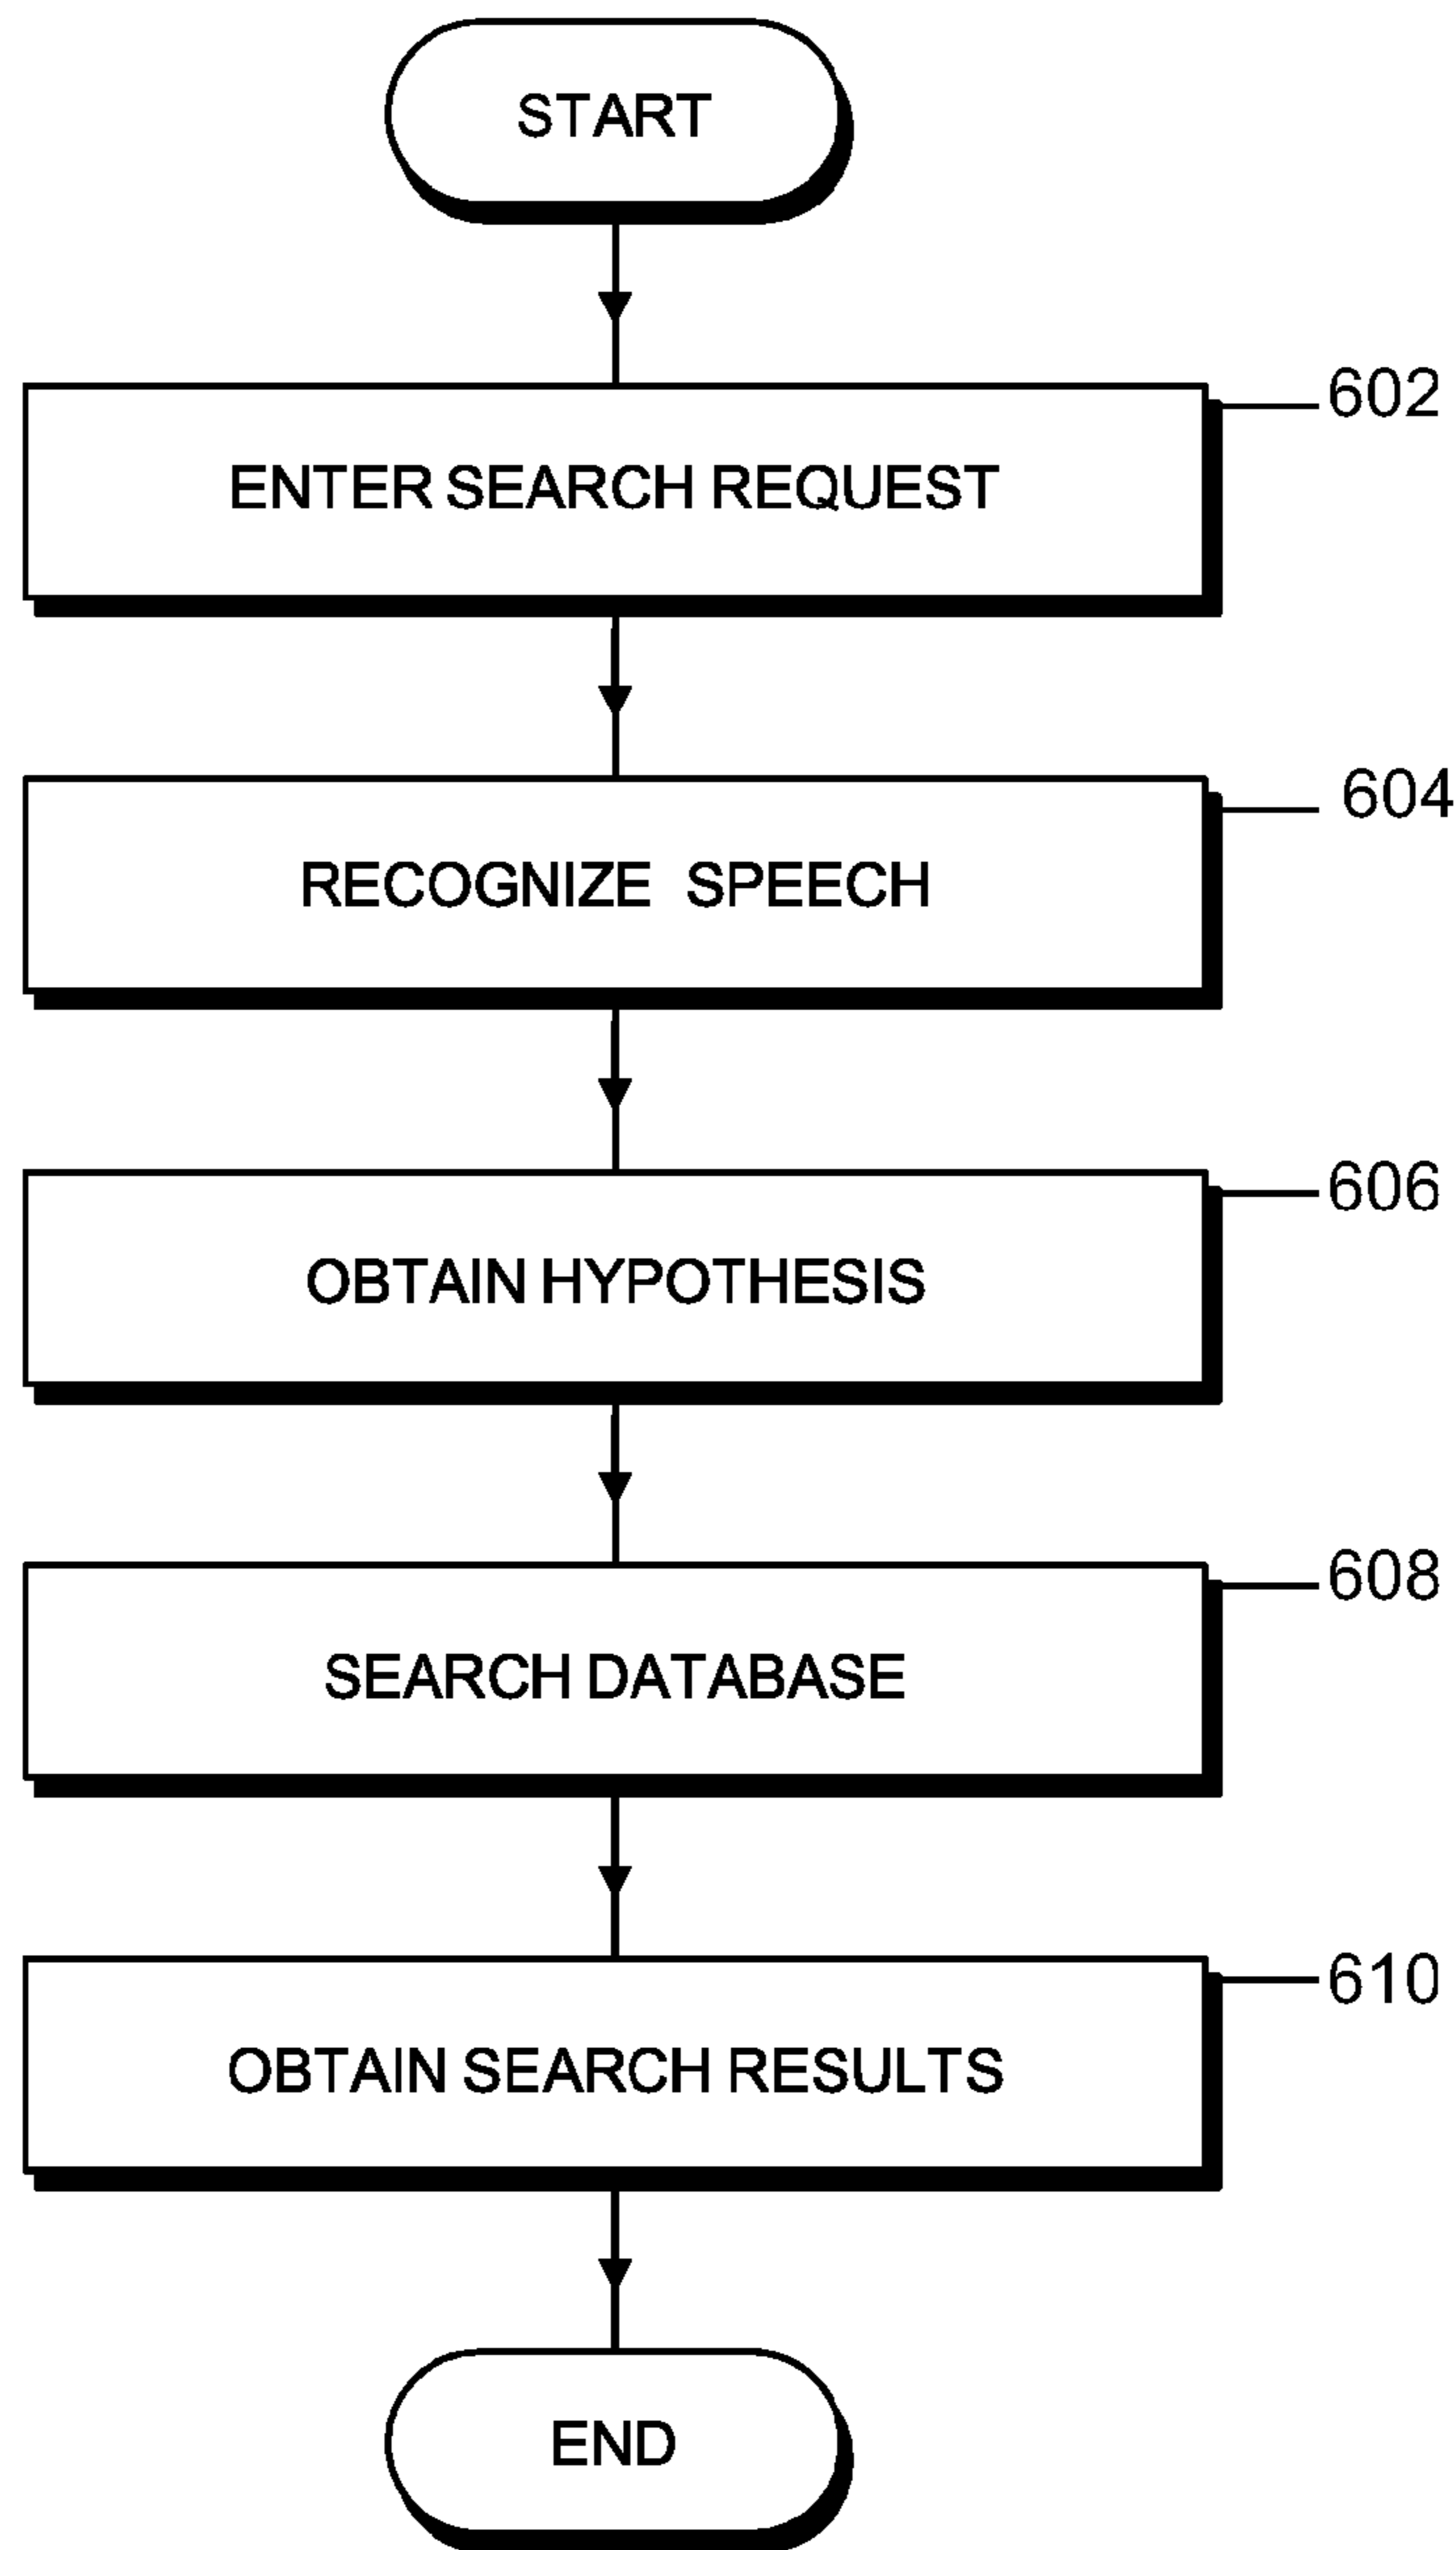 START
602
ENTER SEARCH REQUEST
604
RECOGNIZE SPEECH
606
OBTAIN HYPOTHESIS
608
SEARCH DATABASE
610
OBTAIN SEARCH RESULTS
END